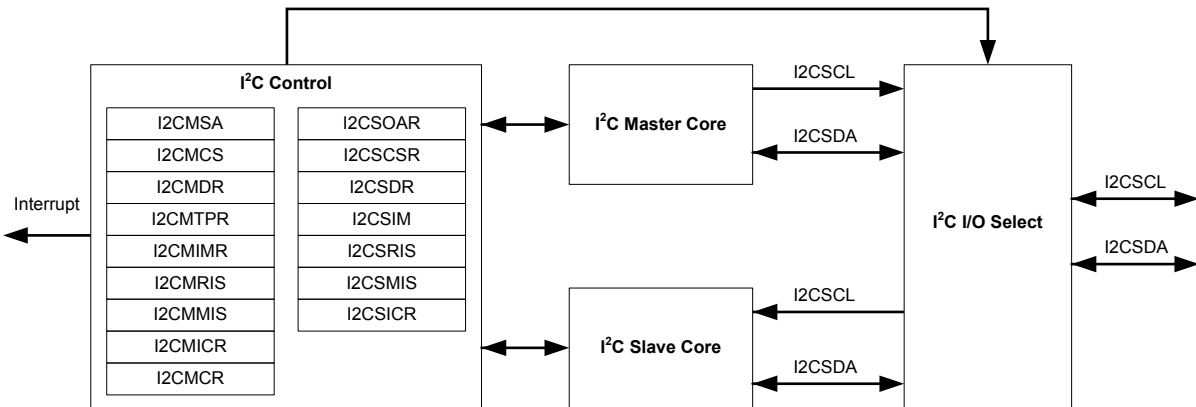 I²C Control
I2CMSA
I2CMCS
I2CMDR
I2CMTPR
I2CMIMR
I2CMRIS
I2CMMIS
I2CMICR
I2CMCR
I2CSOAR
I2CSCSR
I2CSDR
I2CSIM
I2CSRIS
I2CSMIS
I2CSICR
Interrupt
I²C Master Core
I2CSCL
I2CSDA
I²C Slave Core
I2CSCL
I2CSDA
I²C I/O Select
I2CSCL
I2CSDA